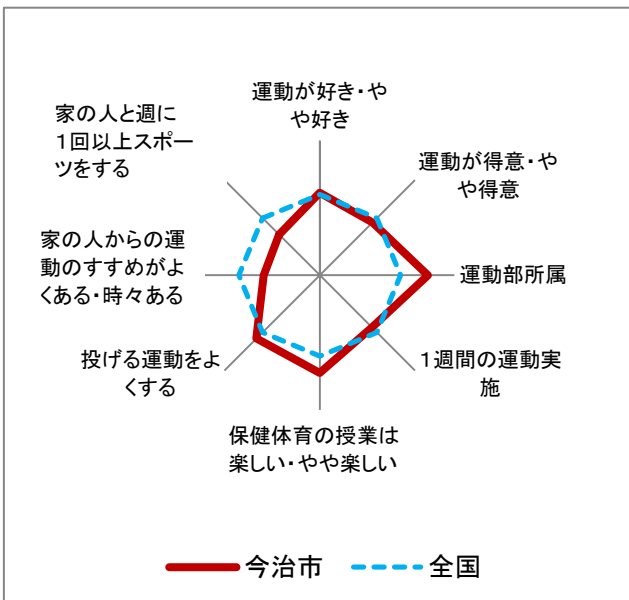 運動が好き・や
や好き
運動が得意・や
や得意
運動部所属
1週間の運動実
施
保健体育の授業は
楽しい・やや楽しい
投げる運動をよ
くする
家の人からの運
動のすすめがよ
くある・時々ある
家の人と週に
1回以上スポー
ツをする
今治市
全国